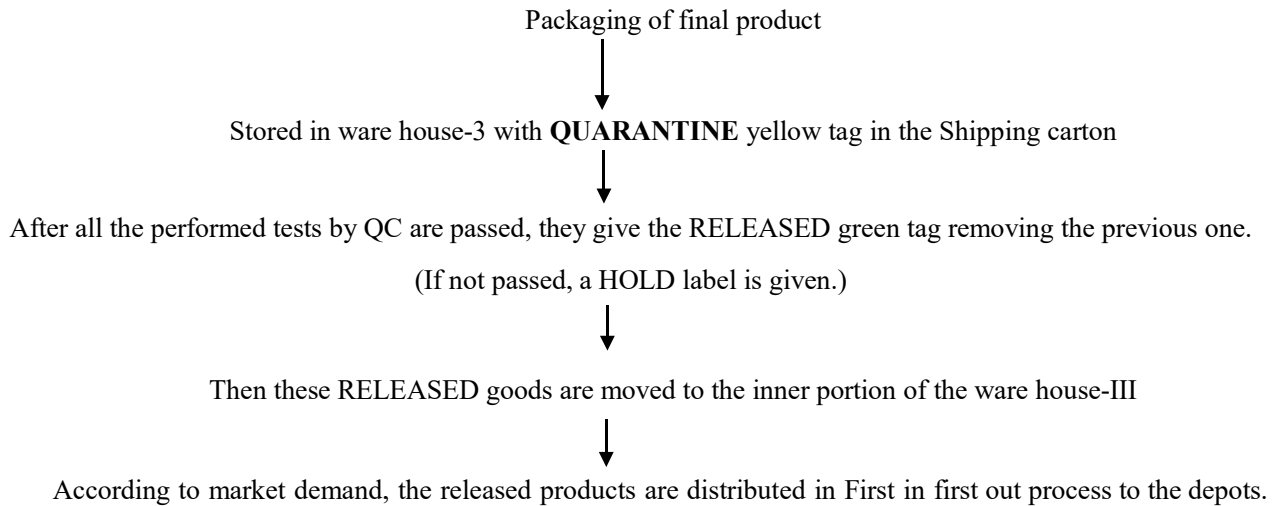 Packaging of final product
Stored in ware house-3 with QUARANTINE yellow tag in the Shipping carton
After all the performed tests by QC are passed, they give the RELEASED green tag removing the previous one.
(If not passed, a HOLD label is given.)
Then these RELEASED goods are moved to the inner portion of the ware house-III
According to market demand, the released products are distributed in First in first out process to the depots.